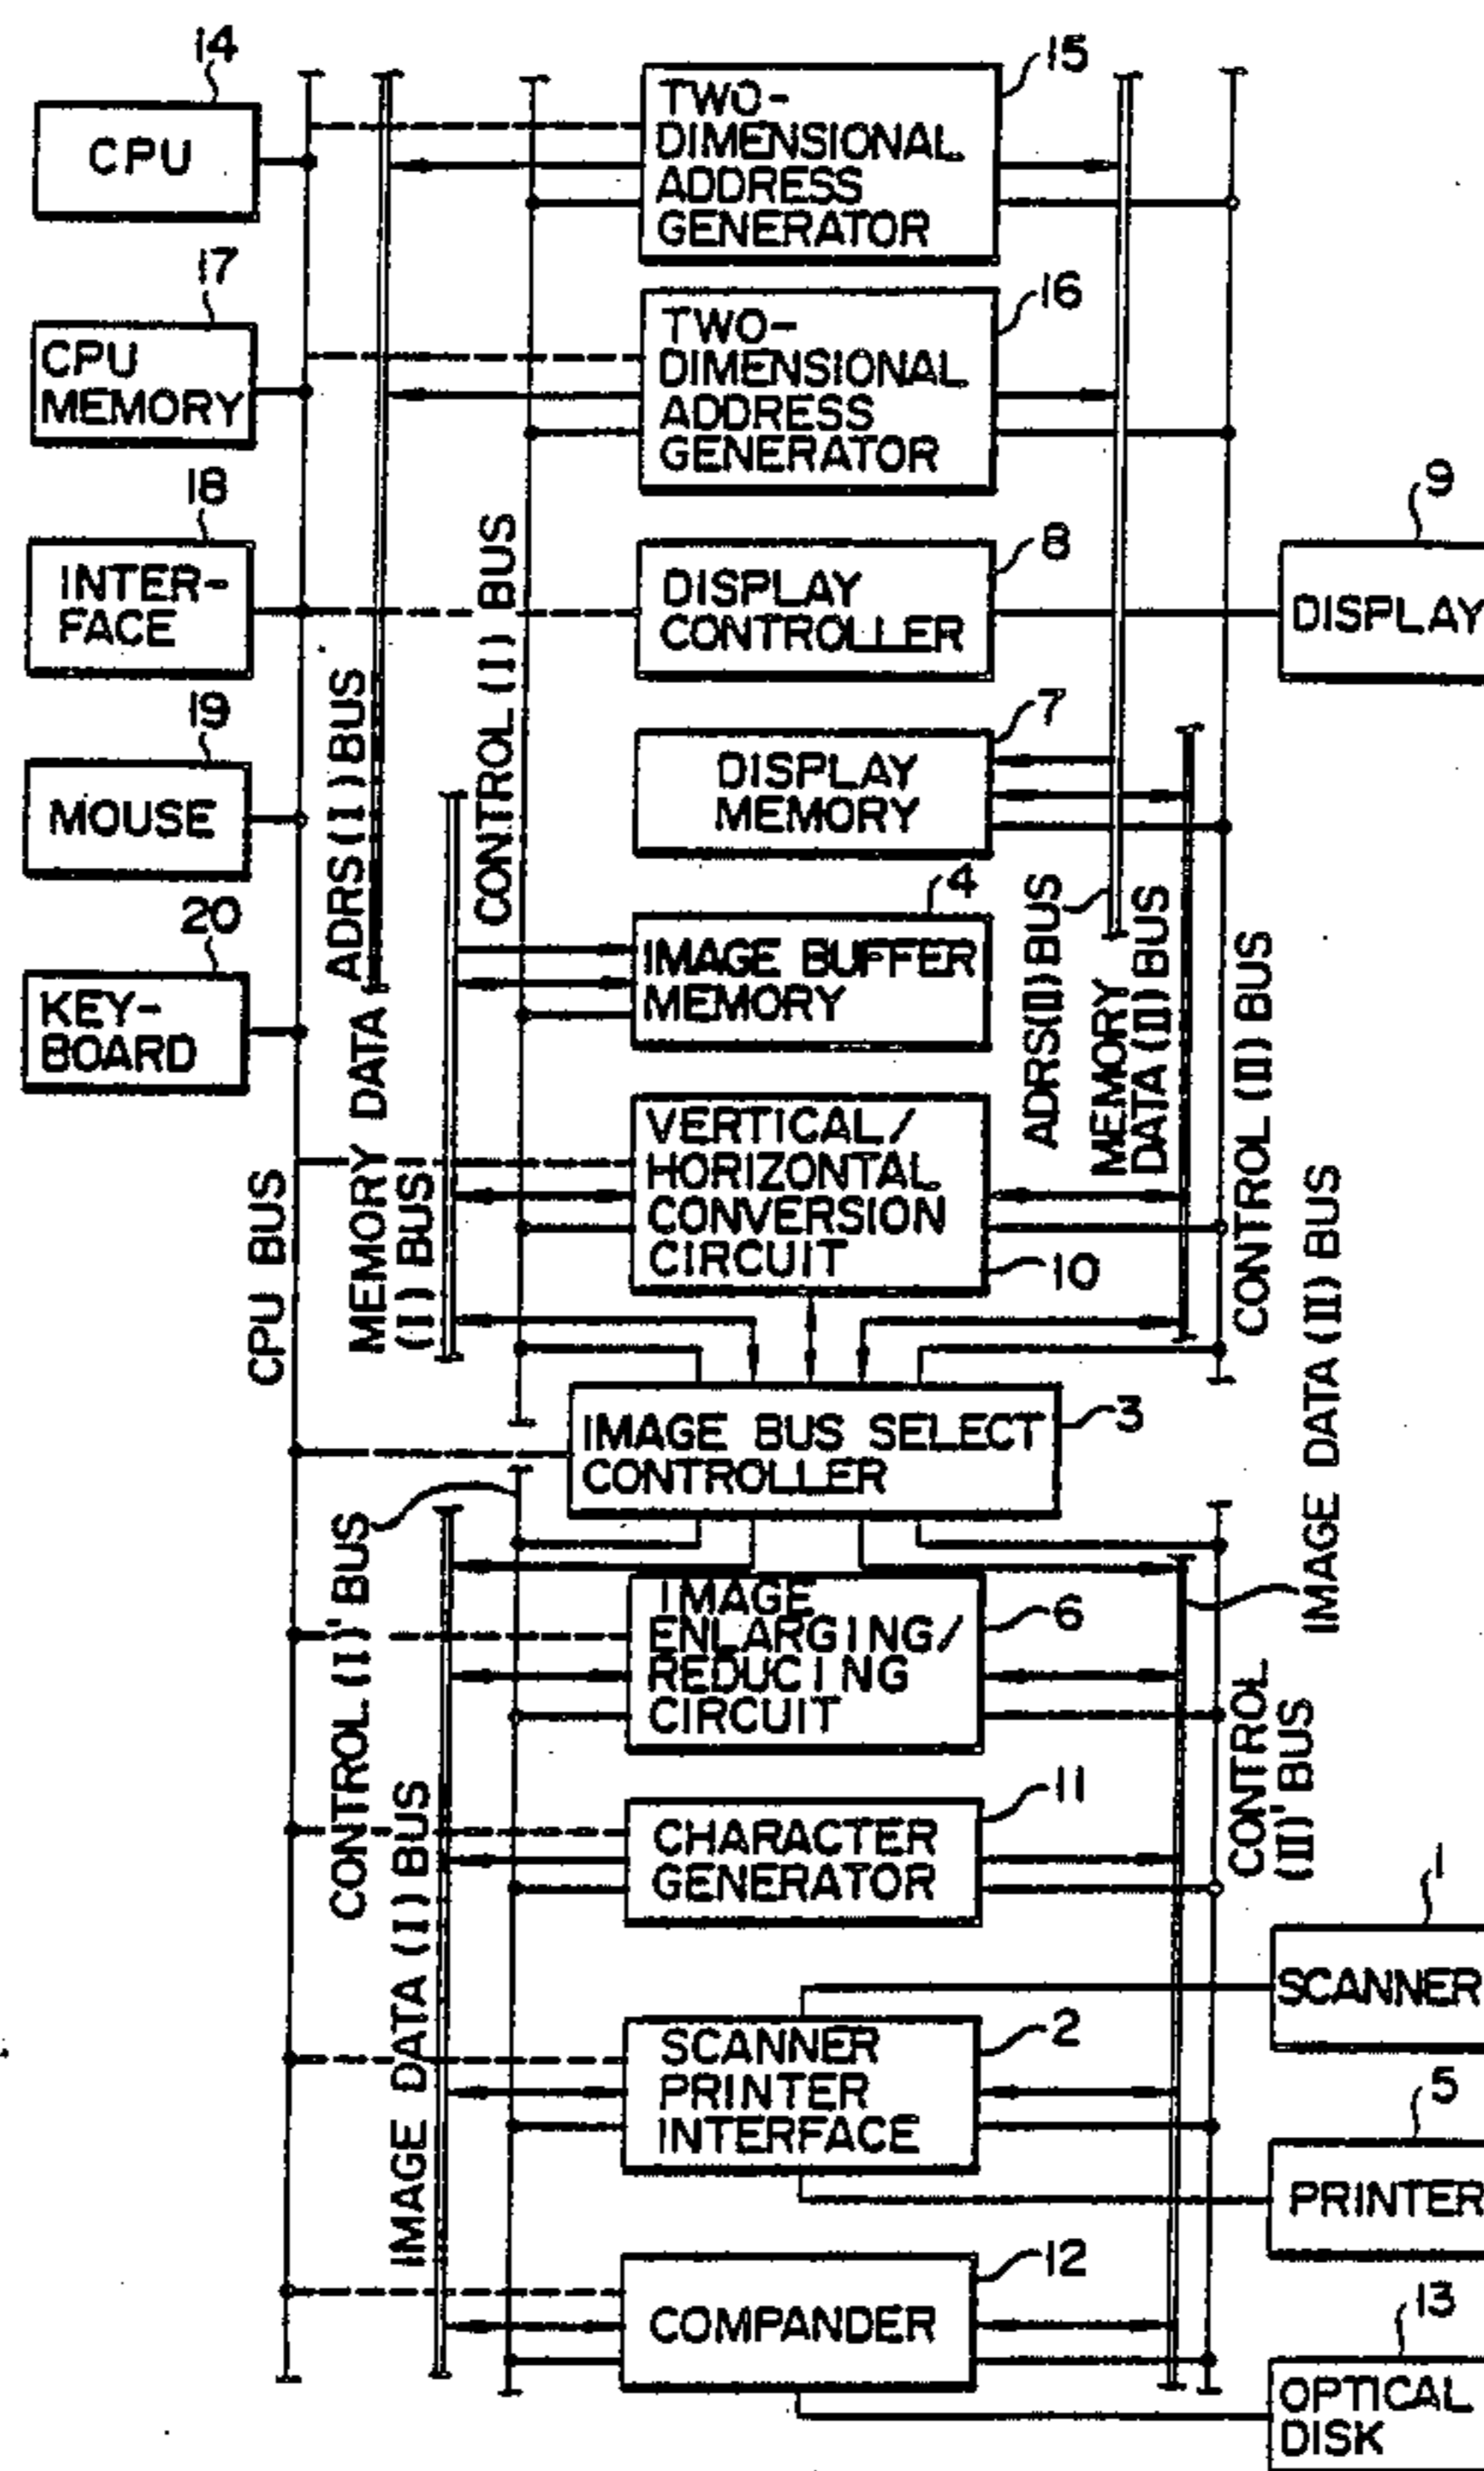 14
CPU
17
CPU
MEMORY
18
INTER-
FACE
19
MOUSE
20
KEY-
BOARD
CPU BUS
ADRS (I) BUS
MEMORY DATA
(I) BUS
CONTROL (I) BUS
15
TWO-
DIMENSIONAL
ADDRESS
GENERATOR
16
TWO-
DIMENSIONAL
ADDRESS
GENERATOR
8
DISPLAY
CONTROLLER
9
DISPLAY
7
DISPLAY
MEMORY
4
IMAGE BUFFER
MEMORY
ADRS(II) BUS
MEMORY
DATA (II) BUS
CONTROL (II) BUS
VERTICAL/
HORIZONTAL
CONVERSION
CIRCUIT
10
IMAGE DATA (II) BUS
3
IMAGE BUS SELECT
CONTROLLER
CONTROL (I)' BUS
IMAGE DATA (I) BUS
6
IMAGE
ENLARGING/
REDUCING
CIRCUIT
CONTROL
(II)' BUS
11
CHARACTER
GENERATOR
1
SCANNER
2
SCANNER
PRINTER
INTERFACE
5
PRINTER
12
COMPANDER
13
OPTICAL
DISK